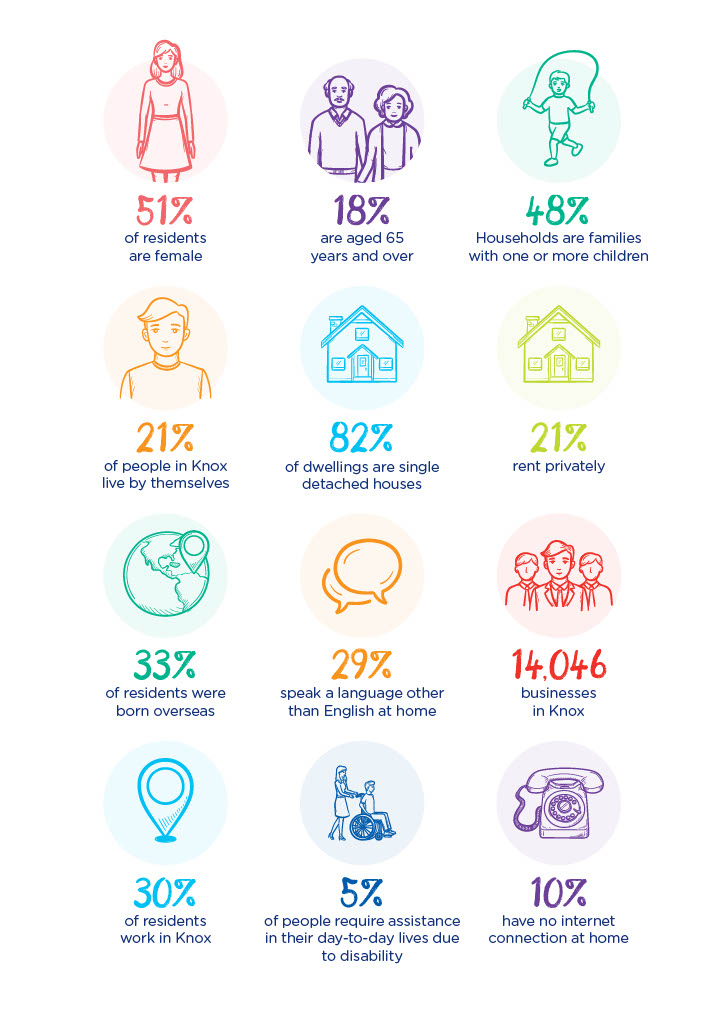 51%
of residents
are female
18%
are aged 65
years and over
48%
Households are families
with one or more children
21%
of people in Knox
live by themselves
82%
of dwellings are single
detached houses
21%
rent privately
33%
of residents were
born overseas
29%
speak a language other
than English at home
14,046
businesses
in Knox
30%
of residents
work in Knox
5%
of people require assistance
in their day-to-day lives due
to disability
10%
have no internet
connection at home